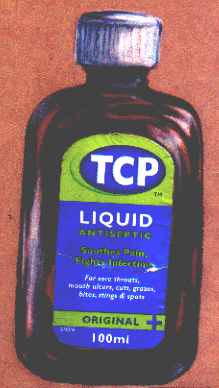 TCP
TM
LIQUID
ANTISEPTIC
Soothes Pain,
Fights Infection
For sore throats,
mouth ulcers, cuts, grazes,
bites, stings & spots
ORIGINAL +
100ml